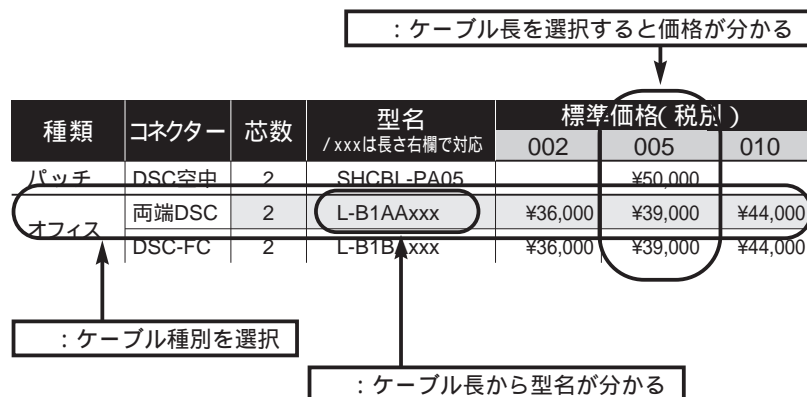 ：ケーブル長を選択すると価格が分かる
種類 コネクター 芯数 型名 標準価格（税別）
/xxxは長さ右欄で対応 002 005 010
パッチ DSC空中 2 SHCBL-PA05 ¥50,000
オフィス 両端DSC 2 L-B1AAxxx ¥36,000 ¥39,000 ¥44,000
DSC-FC 2 L-B1BAxxx ¥36,000 ¥39,000 ¥44,000
：ケーブル種別を選択
：ケーブル長から型名が分かる